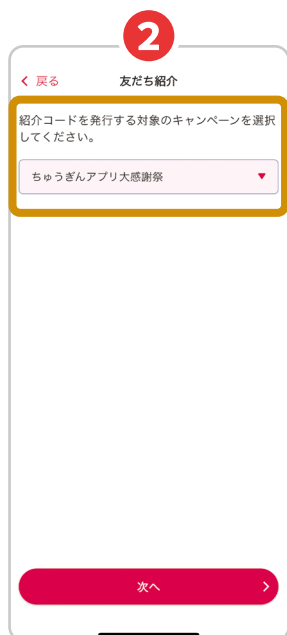 2
戻る
友だち紹介
紹介コードを発行する対象のキャンペーンを選択
してください。
ちゅうぎんアプリ大感謝祭
次へ